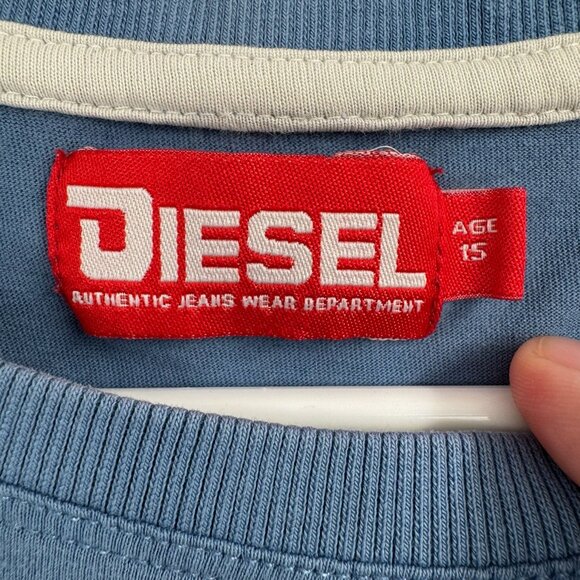 DIESEL
AUTHENTIC JEANS WEAR DEPARTMENT
AGE
15